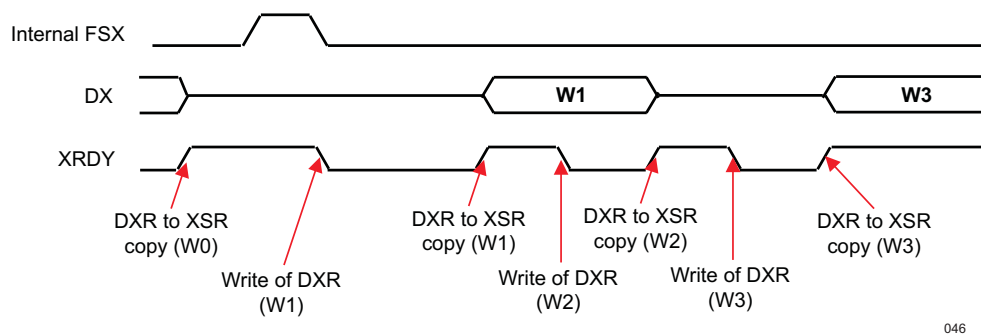 Internal FSX
DX
W1
W3
XRDY
DXR to XSR
copy (W0)
Write of DXR
(W1)
DXR to XSR
copy (W1)
Write of DXR
(W2)
DXR to XSR
copy (W2)
Write of DXR
(W3)
DXR to XSR
copy (W3)
046